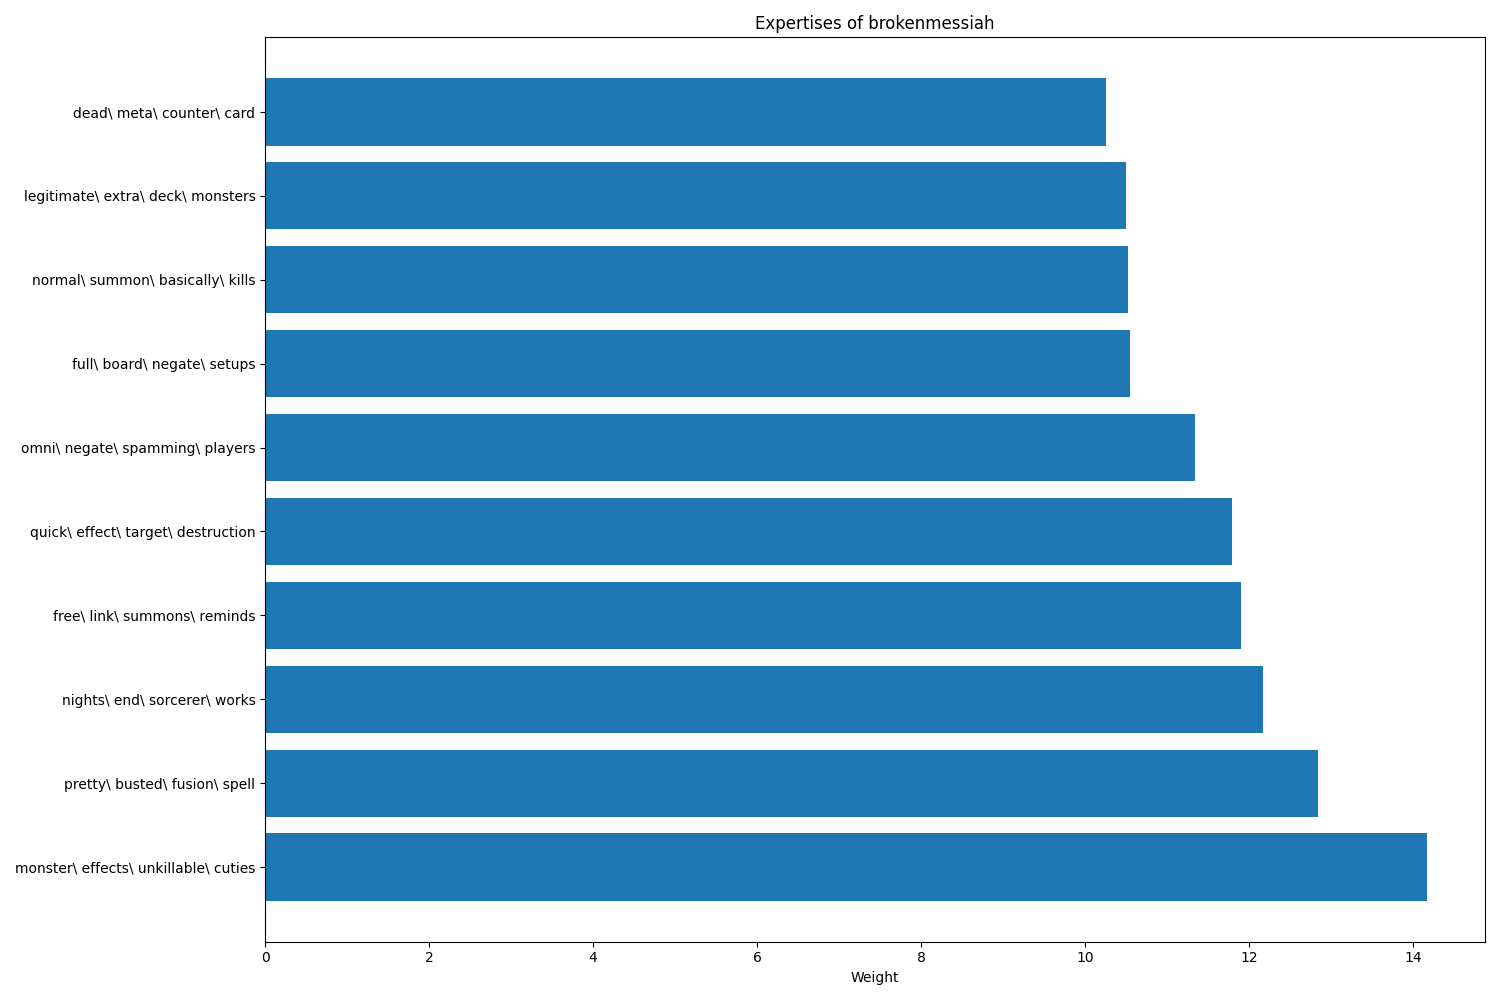 Expertises of brokenmessiah
dead\ meta\ counter\ card
legitimate\ extra\ deck\ monsters
normal\ summon\ basically\ kills
full\ board\ negate\ setups
omni\ negate\ spamming\ players
quick\ effect\ target\ destruction
free\ link\ summons\ reminds
nights\ end\ sorcerer\ works
pretty\ busted\ fusion\ spell
monster\ effects\ unkillable\ cuties
0 2 4 6 8 10 12 14
Weight